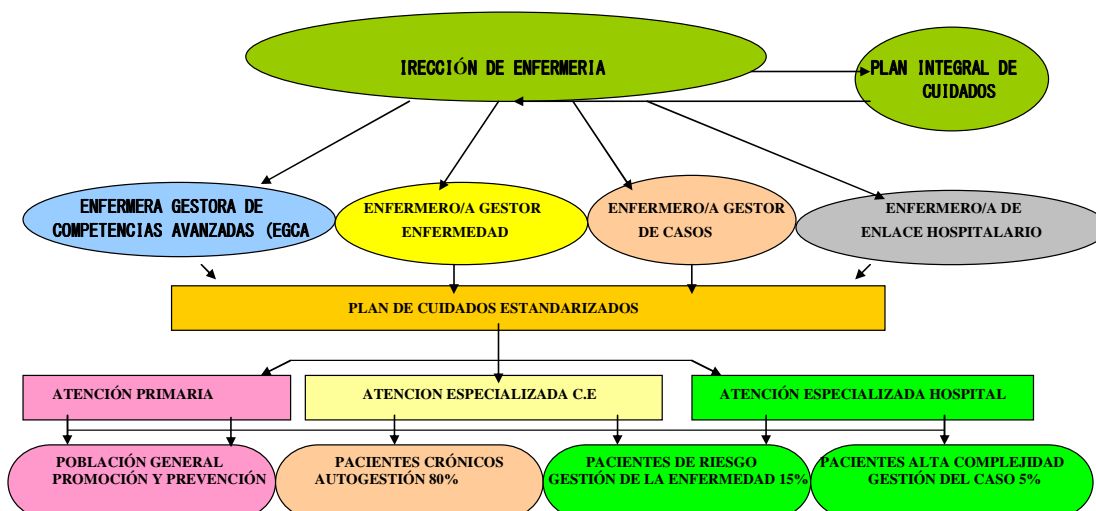 IRECCIÓN DE ENFERMERIA
PLAN INTEGRAL DE
CUIDADOS
ENFERMERA GESTORA DE
COMPETENCIAS AVANZADAS (EGCA
ENFERMERO/A GESTOR
ENFERMEDAD
ENFERMERO/A GESTOR
DE CASOS
ENFERMERO/A DE
ENLACE HOSPITALARIO
PLAN DE CUIDADOS ESTANDARIZADOS
ATENCIÓN PRIMARIA
ATENCION ESPECIALIZADA C.E
ATENCIÓN ESPECIALIZADA HOSPITAL
POBLACIÓN GENERAL
PROMOCIÓN Y PREVENCIÓN
PACIENTES CRÓNICOS
AUTOGESTIÓN 80%
PACIENTES DE RIESGO
GESTIÓN DE LA ENFERMEDAD 15%
PACIENTES ALTA COMPLEJIDAD
GESTIÓN DEL CASO 5%